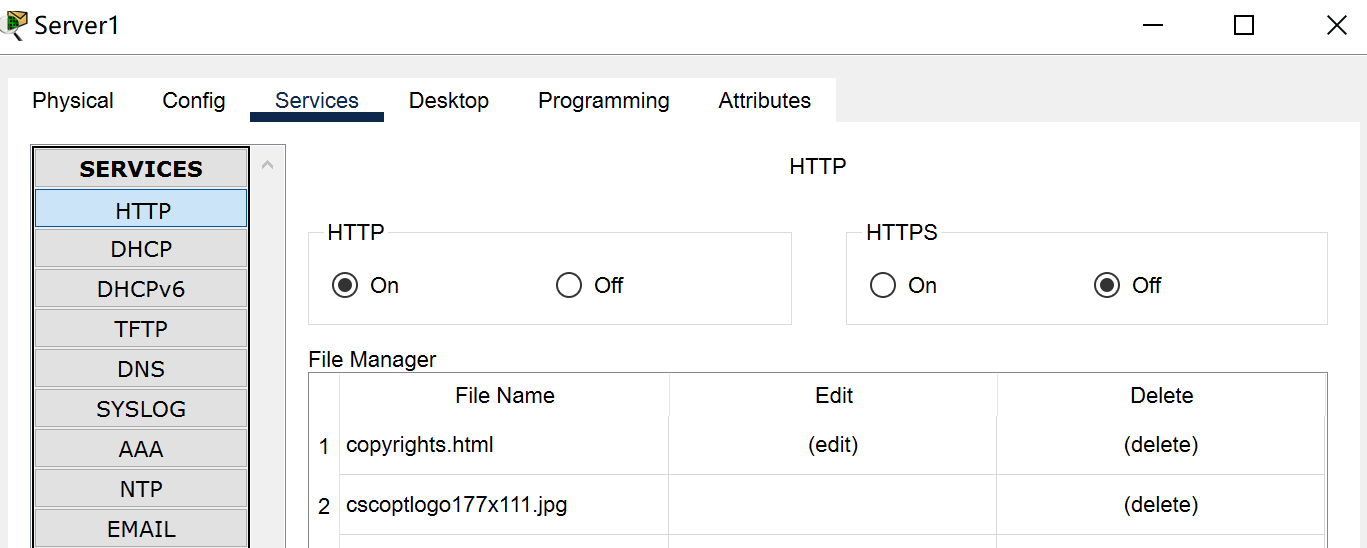 Server1
Physical Config Services Desktop Programming Attributes
SERVICES
HTTP
DHCP
DHCPv6
TFTP
DNS
SYSLOG
AAA
NTP
EMAIL
HTTP
HTTP
On Off
HTTPS
On Off
File Manager
File Name Edit Delete
1 copyrights.html (edit) (delete)
2 cscoptlogo177x111.jpg (delete)